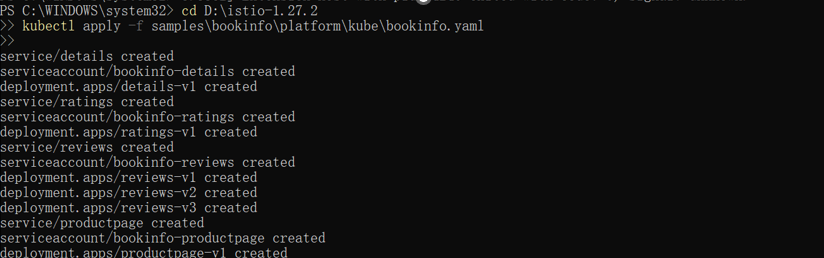 PS C:\WINDOWS\system32> cd D:\istio-1.27.2
>> kubectl apply -f samples\bookinfo\platform\kube\bookinfo.yaml
>>
service/details created
serviceaccount/bookinfo-details created
deployment.apps/details-v1 created
service/ratings created
serviceaccount/bookinfo-ratings created
deployment.apps/ratings-v1 created
service/reviews created
serviceaccount/bookinfo-reviews created
deployment.apps/reviews-v1 created
deployment.apps/reviews-v2 created
deployment.apps/reviews-v3 created
service/productpage created
serviceaccount/bookinfo-productpage created
deployment.apps/productpage-v1 created